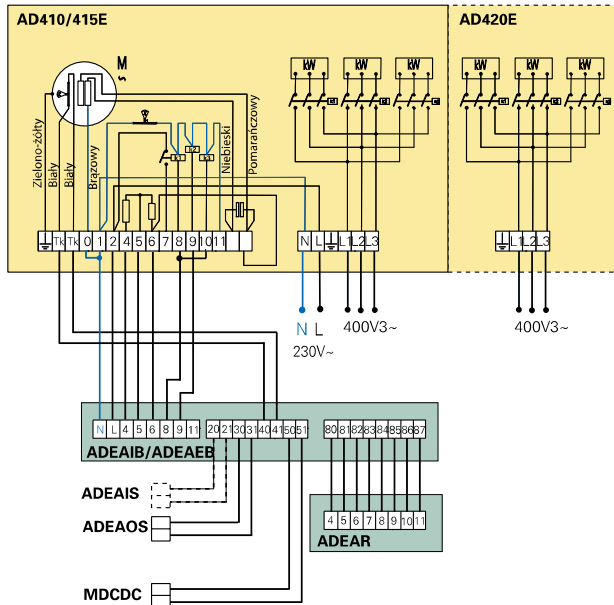 AD410/415E
AD420E
M
~
kW kW kW
kW kW kW
Zielono-żółty
Biały
Biały
Brązowy
Niebieski
Pomarańczowy
k1 k2 k3
Tk Tk 0 1 2 4 5 6 7 8 9 10 11
N L L1 L2 L3
L1 L2 L3
N L
230V~
400V3~
400V3~
N L 4 5 6 8 9 11
20 21 30 31 40 41 50 51
80 81 82 83 84 85 86 87
ADEAIB/ADEAEB
ADEAIS
ADEAOS
4 5 6 7 8 9 10 11
ADEAR
MDCDC